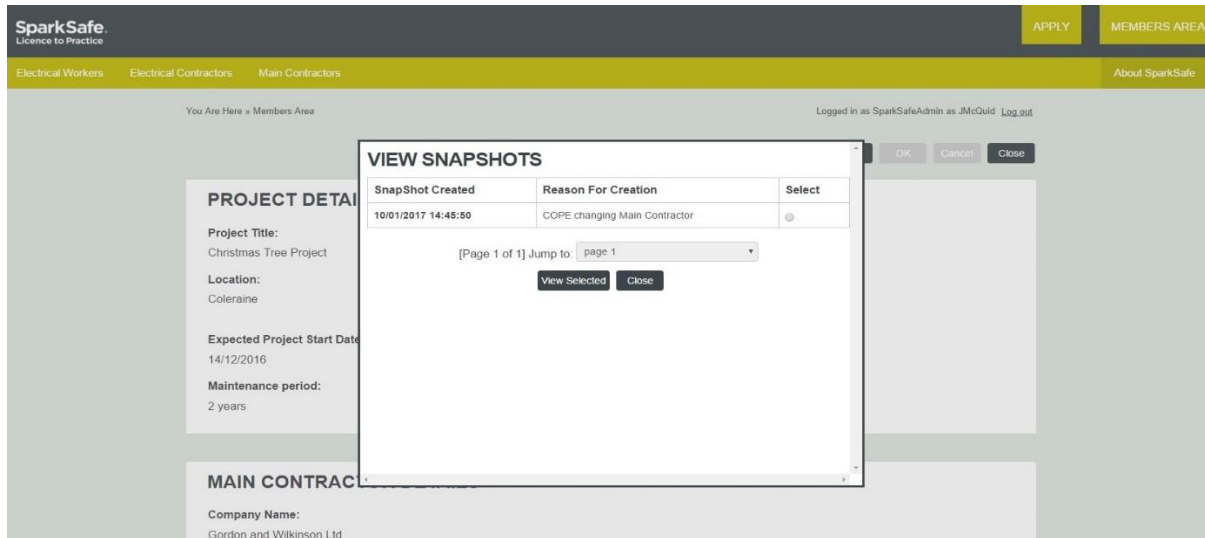 SparkSafe.
Licence to Practice
APPLY
MEMBERS AREA
Electrical Workers Electrical Contractors Main Contractors About SparkSafe
You Are Here » Members Area Logged in as SparkSafeAdmin as JMcQuid Log out
OK Cancel Close
VIEW SNAPSHOTS
SnapShot Created Reason For Creation Select
10/01/2017 14:45:50 COPE changing Main Contractor
[Page 1 of 1] Jump to: page 1
View Selected Close
PROJECT DETAI
Project Title:
Christmas Tree Project
Location:
Coleraine
Expected Project Start Date
14/12/2016
Maintenance period:
2 years
MAIN CONTRAC
Company Name:
Gordon and Wilkinson Ltd